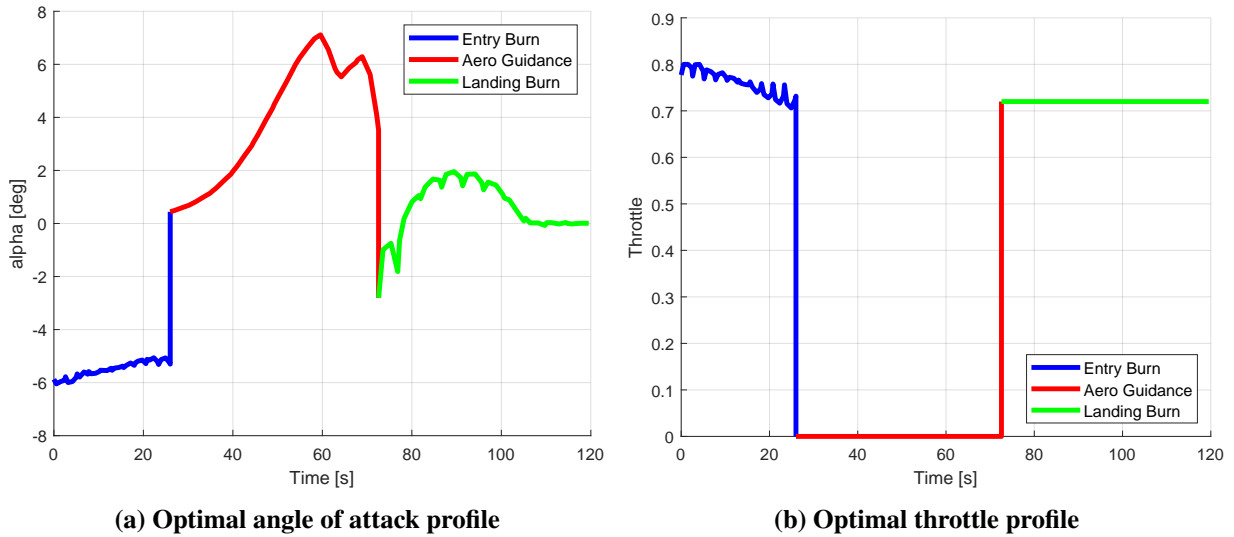 8
6
4
2
0
-2
-4
-6
-8
alpha [deg]
0 20 40 60 80 100 120
Time [s]
Entry Burn
Aero Guidance
Landing Burn
(a) Optimal angle of attack profile
0.9
0.8
0.7
0.6
0.5
0.4
0.3
0.2
0.1
0
Throttle
0 20 40 60 80 100 120
Time [s]
Entry Burn
Aero Guidance
Landing Burn
(b) Optimal throttle profile